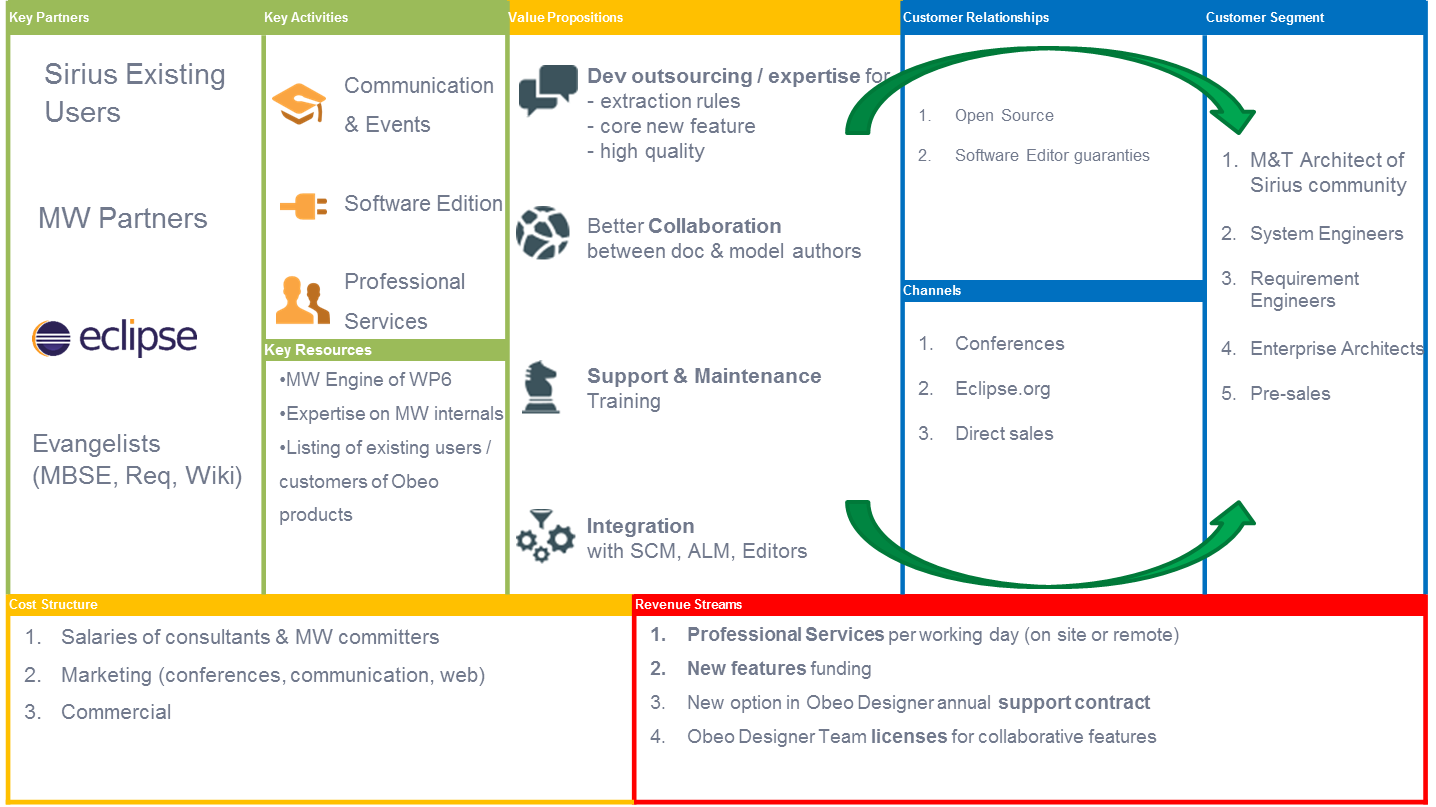 Key Partners
Sirius Existing
Users
MW Partners
eclipse
Evangelists
(MBSE, Req, Wiki)
Key Activities
Communication
& Events
Software Edition
Professional
Services
Key Resources
•MW Engine of WP6
•Expertise on MW internals
•Listing of existing users /
customers of Obeo
products
Value Propositions
Dev outsourcing / expertise for
- extraction rules
- core new feature
- high quality
Better Collaboration
between doc & model authors
Support & Maintenance
Training
Integration
with SCM, ALM, Editors
Customer Relationships
1. Open Source
2. Software Editor guaranties
Channels
1. Conferences
2. Eclipse.org
3. Direct sales
Customer Segment
1. M&T Architect of
Sirius community
2. System Engineers
3. Requirement
Engineers
4. Enterprise Architects
5. Pre-sales
Cost Structure
1. Salaries of consultants & MW committers
2. Marketing (conferences, communication, web)
3. Commercial
Revenue Streams
1. Professional Services per working day (on site or remote)
2. New features funding
3. New option in Obeo Designer annual support contract
4. Obeo Designer Team licenses for collaborative features